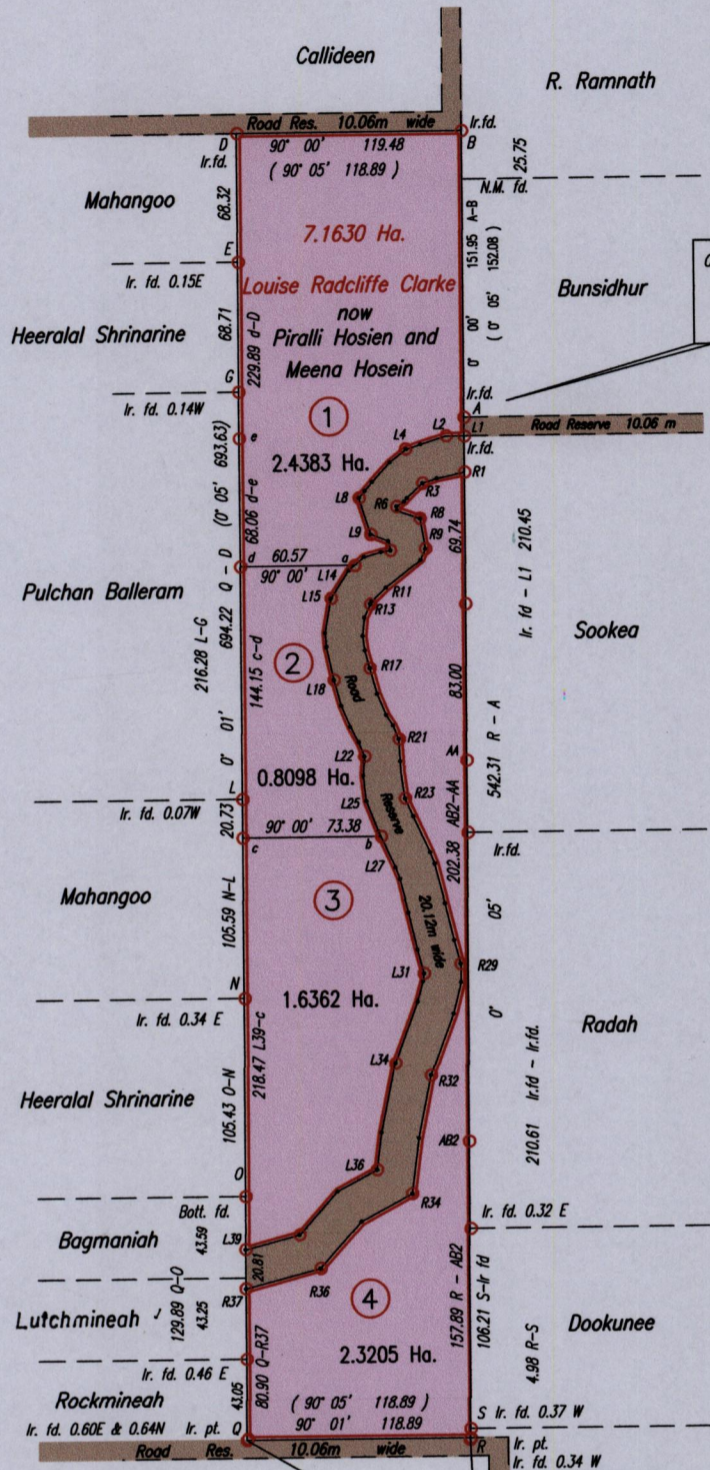 Callideen
R. Ramnath
Road Res. 10.06m wide
Ir.fd.
D
90° 00' 119.48
B
Ir.fd.
( 90° 05' 118.89 )
25.75
Mahangoo
68.32
N.M. fd.
7.1630 Ha.
151.95 A-B
( 0° 05' 152.08 )
0° 00'
E
Ir. fd. 0.15E
Louise Radcliffe Clarke
now
Piralli Hosien and
Meena Hosein
Bunsidhur
Heeralal Shrinarine
68.71
229.89 d-D
G
Ir. fd. 0.14W
Ir.fd.
A
1
L2
L1
Road Reserve 10.06 m
Ir.fd.
e
L4
2.4383 Ha.
R1
R3
L8
R6
R8
L9
R9
(0° 05' 693.63)
68.06 d-e
69.74
Ir. fd - L1 210.45
d
60.57
a
90° 00'
L14
R11
L15
R13
Pulchan Balleram
0° 01' 694.22 Q - D
216.28 L-G
144.15 c-d
Sookea
2
R17
L18
Road
83.00
R21
L22
AA
542.31 R - A
0.8098 Ha.
L
Ir. fd. 0.07W
L25
R23
Reserve
20.73
90° 00' 73.38
c
b
202.38 AB2-AA
Ir.fd.
L27
Mahangoo
105.59 N-L
3
20.12m wide
0° 05'
L31
R29
N
Ir. fd. 0.34 E
1.6362 Ha.
Radah
218.47 L39-c
L34
R32
Heeralal Shrinarine
105.43 O-N
210.61 Ir.fd - Ir.fd.
AB2
L36
O
R34
Bott. fd.
Ir. fd. 0.32 E
Bagmaniah
43.59
L39
20.81
R37
R36
4
Lutchmineah
129.89 Q-O
43.25
157.89 R - AB2
106.21 S-Ir fd
Dookunee
2.3205 Ha.
4.98 R-S
Ir. fd. 0.46 E
Rockmineah
43.05
80.90 Q-R37
( 90° 05' 118.89 )
Ir. fd. 0.60E & 0.64N
Ir. pt.
Q
90° 01' 118.89
S
Ir. fd. 0.37 W
R
Road Res. 10.06m wide
Ir. pt.
Ir. fd. 0.34 W